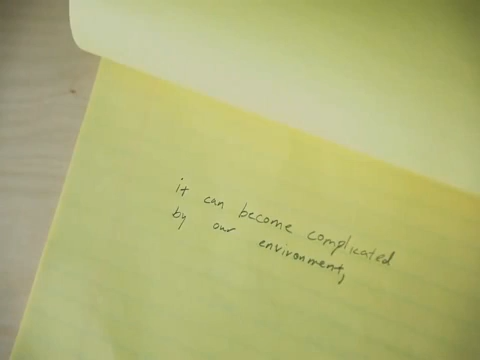 it can become complicated
by our environment,